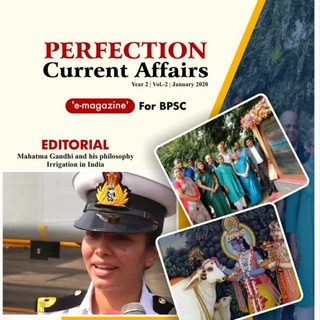 PERFECTION
Current Affairs
Year 2 | Vol.-2 | January 2020
'e-magazine' For BPSC
EDITORIAL
Mahatma Gandhi and his philosophy
Irrigation in India